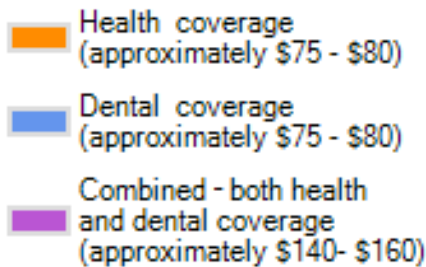 Health coverage
(approximately $75 - $80)
Dental coverage
(approximately $75 - $80)
Combined - both health
and dental coverage
(approximately $140- $160)